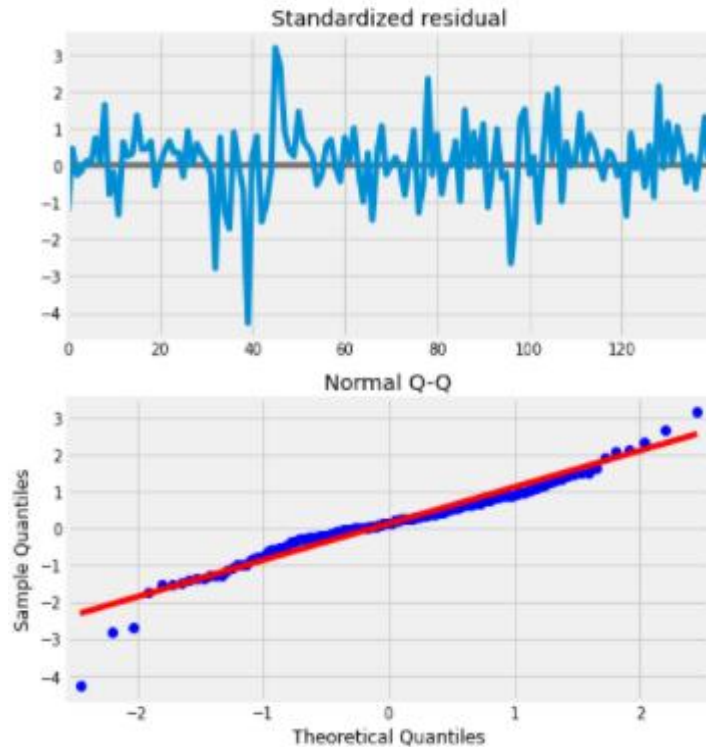 Standardized residual
3
2
1
0
-1
-2
-3
-4
0 20 40 60 80 100 120
Normal Q-Q
3
2
1
0
-1
-2
-3
-4
Sample Quantiles
−2 −1 0 1 2
Theoretical Quantiles